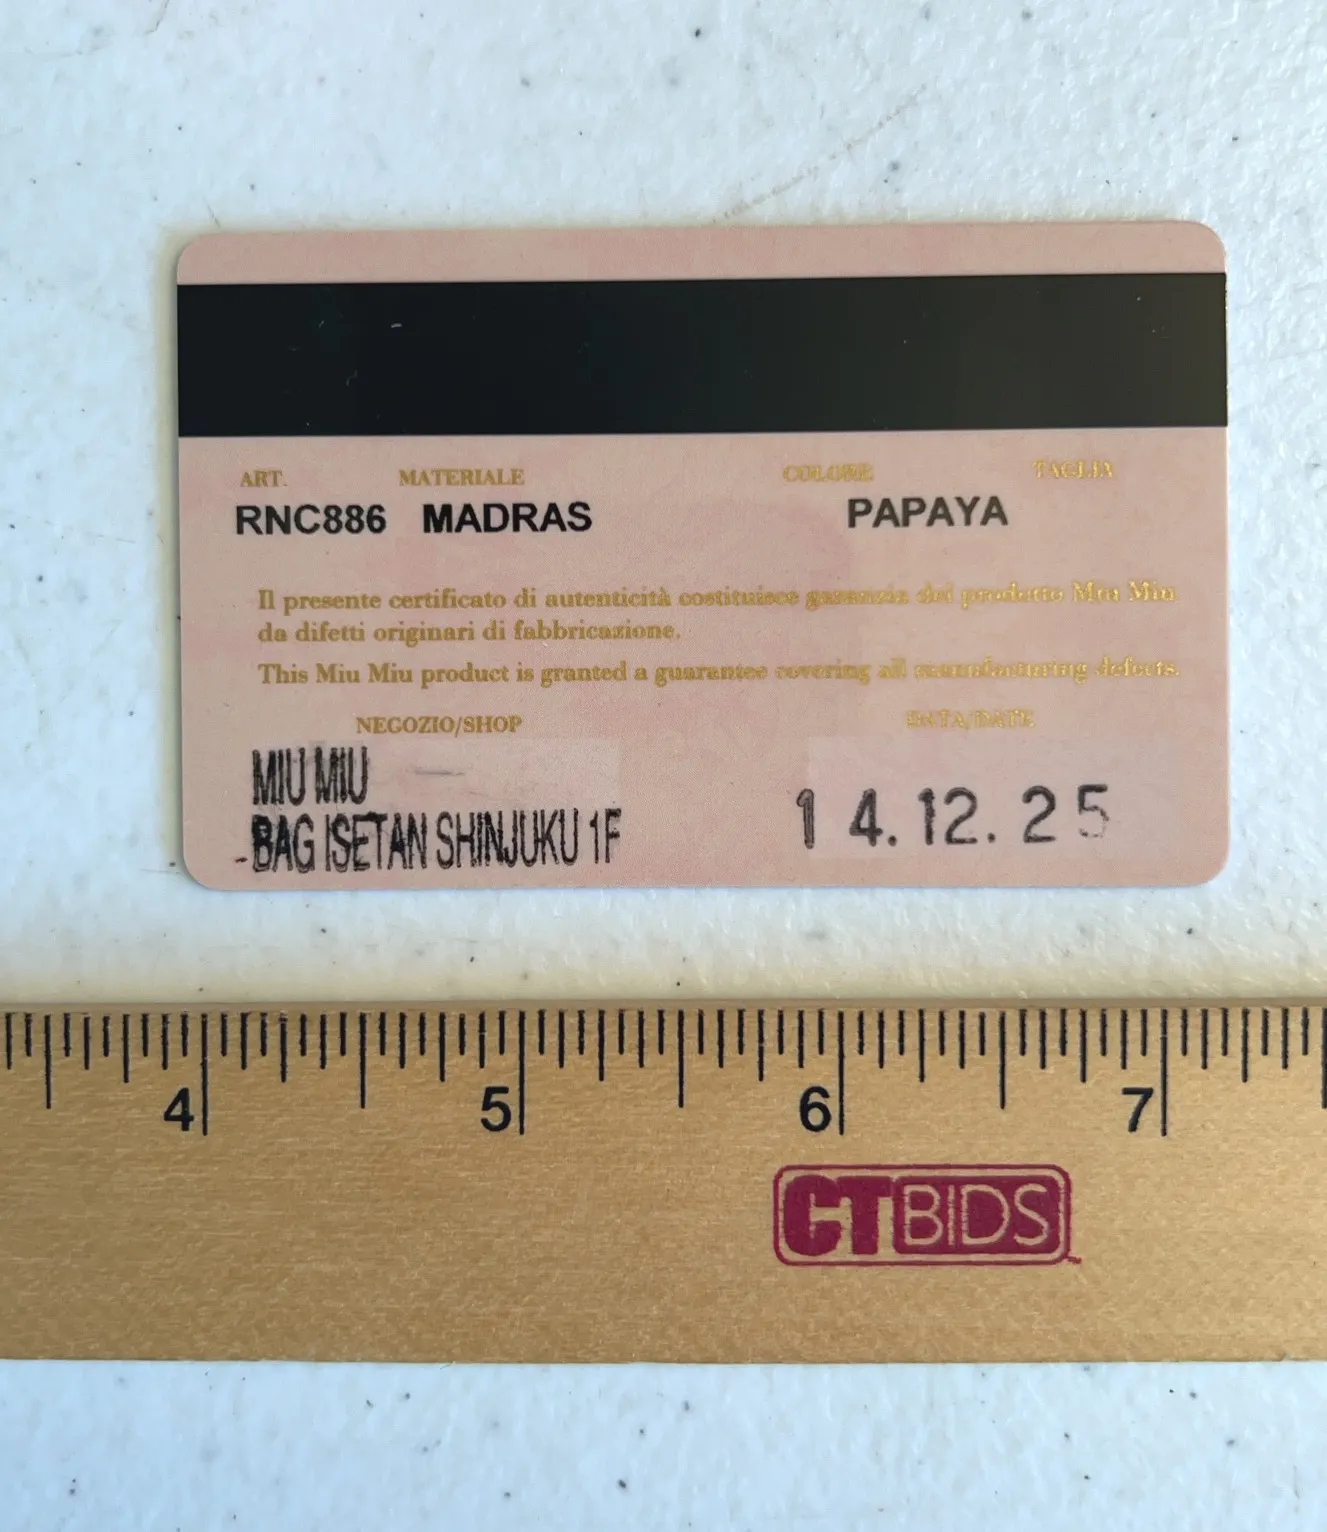 ART. MATERIALE COLORE TAGLIA
RNC886 MADRAS PAPAYA
Il presente certificato di autenticità costituisce garanzia del prodotto Miu Miu
da difetti originari di fabbricazione.
This Miu Miu product is granted a guarantee covering all manufacturing defects.
NEGOZIO/SHOP DATA/DATE
MIU MIU
BAG ISETAN SHINJUKU 1F 14.12.25
4 5 6 7
CTBIDS